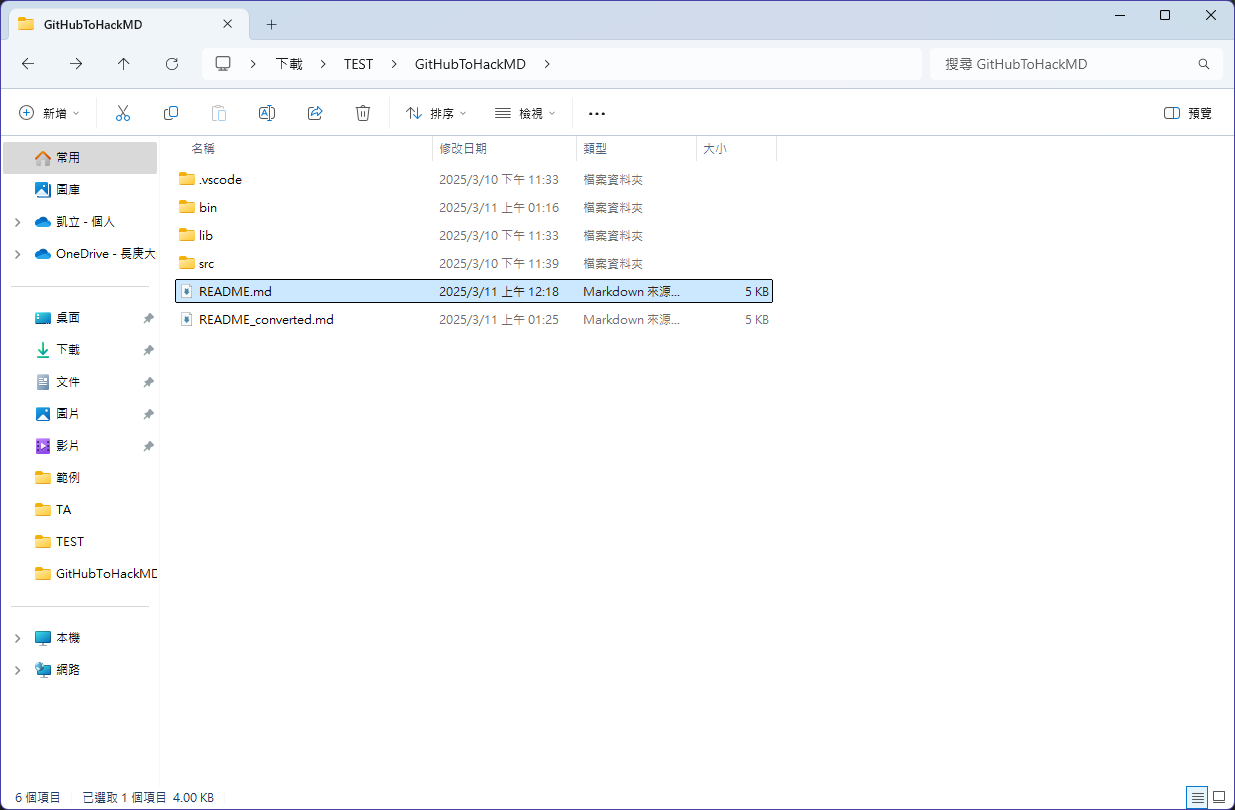 GitHubToHackMD
下載 TEST GitHubToHackMD
搜尋 GitHubToHackMD
新增 排序 檢視 預覽
名稱 修改日期 類型 大小
.vscode 2025/3/10 下午 11:33 檔案資料夾
bin 2025/3/11 上午 01:16 檔案資料夾
lib 2025/3/10 下午 11:33 檔案資料夾
src 2025/3/10 下午 11:39 檔案資料夾
README.md 2025/3/11 上午 12:18 Markdown 來源... 5 KB
README_converted.md 2025/3/11 上午 01:25 Markdown 來源... 5 KB
常用
圖庫
凱立 - 個人
OneDrive - 長庚大
桌面
下載
文件
圖片
影片
範例
TA
TEST
GitHubToHackMD
本機
網路
6 個項目 已選取 1 個項目 4.00 KB